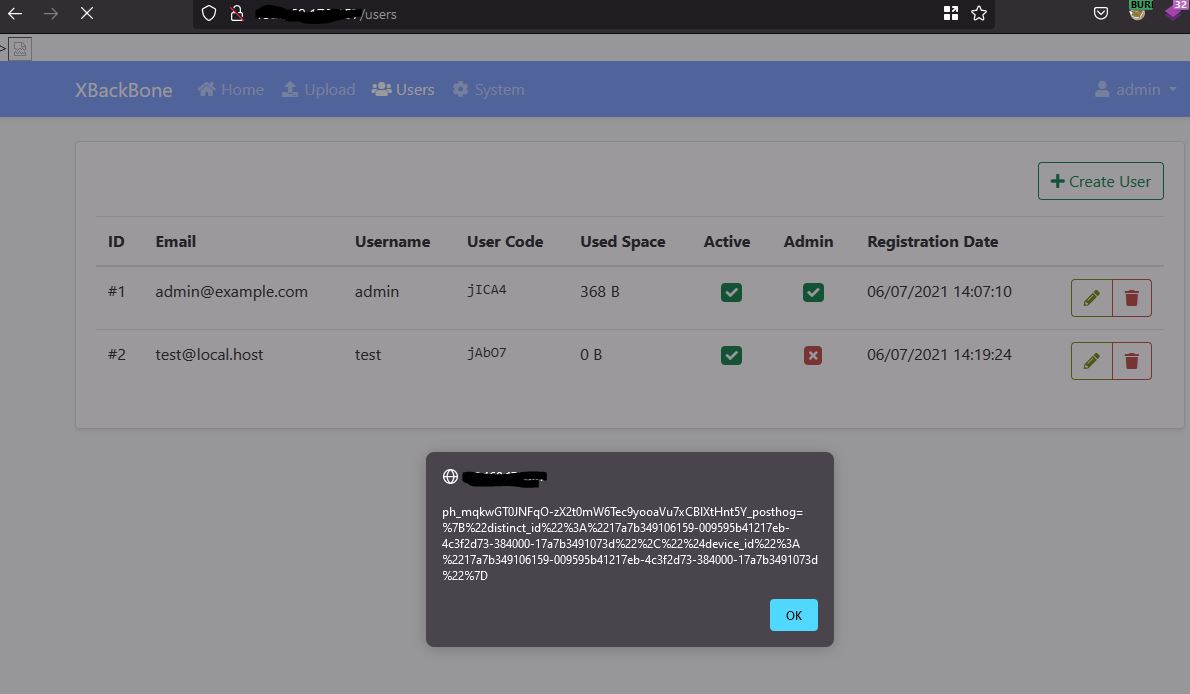 /users
BURI
32
>
XBackBone Home Upload Users System admin
Create User
ID Email Username User Code Used Space Active Admin Registration Date
#1 admin@example.com admin jICA4 368 B 06/07/2021 14:07:10
#2 test@local.host test jAbO7 0 B 06/07/2021 14:19:24
ph_mqkwGT0JNFqO-zX2t0mW6Tec9yooaVu7xCBIXtHnt5Y_posthog=
%7B%22distinct_id%22%3A%2217a7b349106159-009595b41217eb-
4c3f2d73-384000-17a7b3491073d%22%2C%22%24device_id%22%3A
%2217a7b349106159-009595b41217eb-4c3f2d73-384000-17a7b3491073d
%22%7D
OK